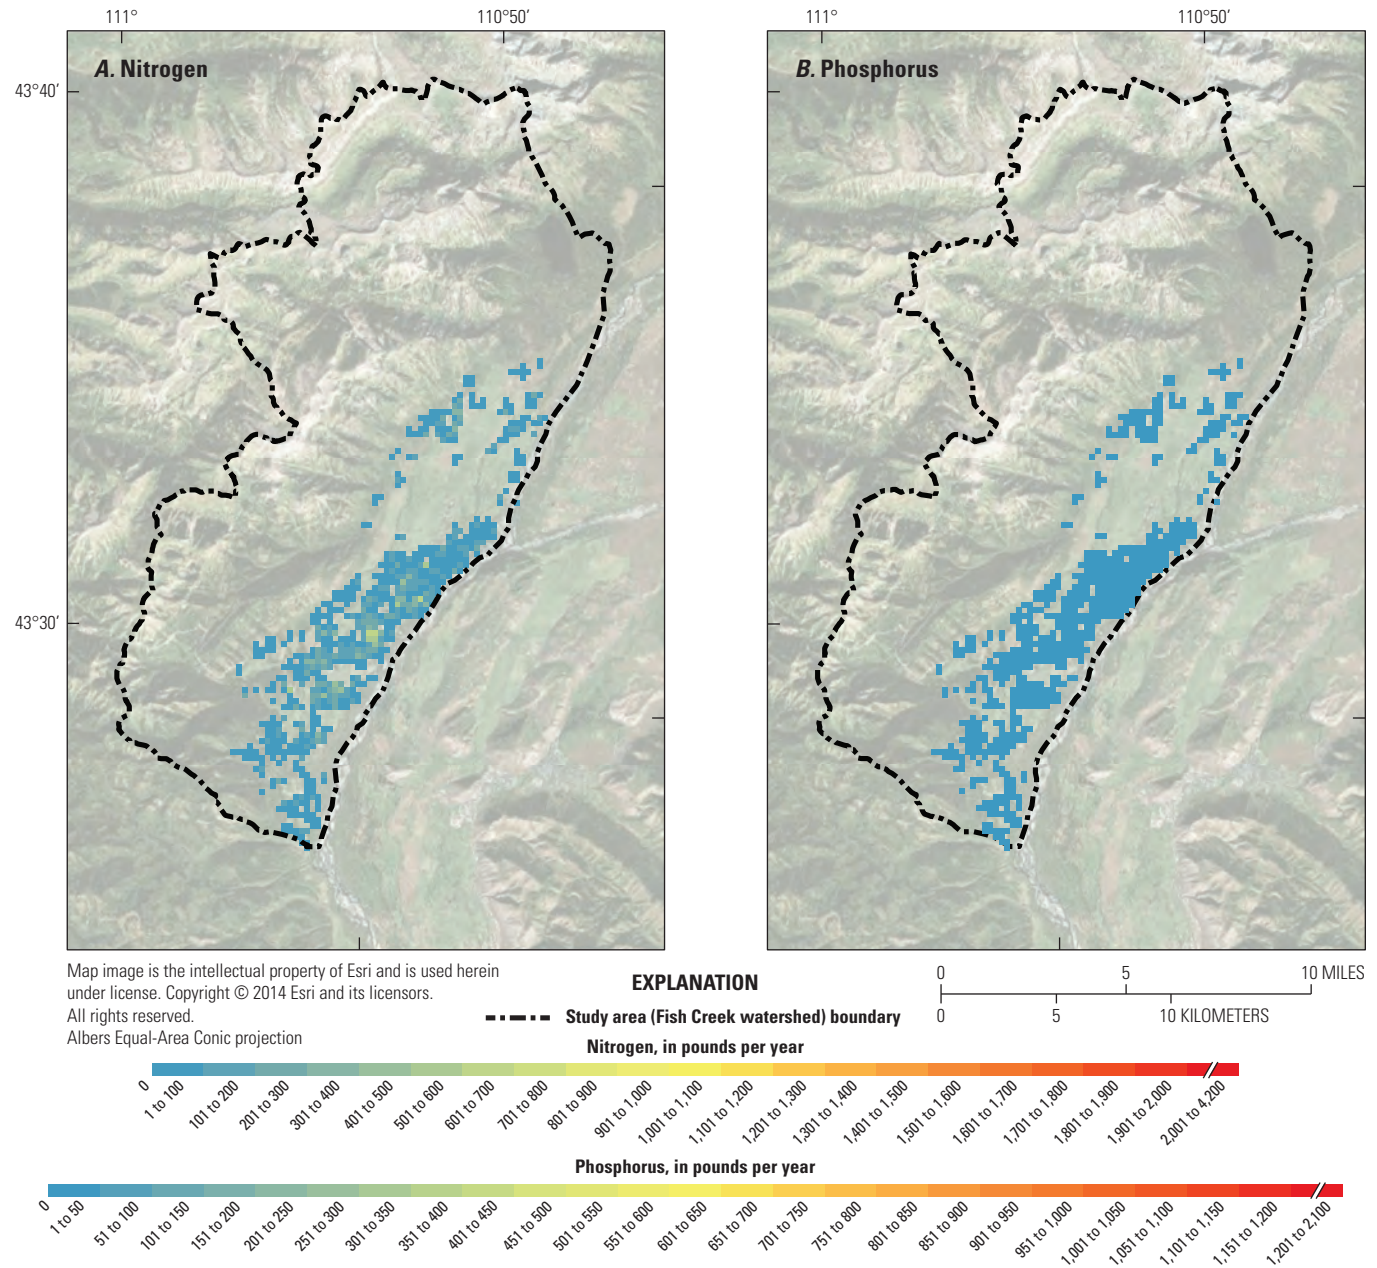 111°
110°50′
111°
110°50′
A. Nitrogen
B. Phosphorus
43°40′
43°30′
Map image is the intellectual property of Esri and is used herein
under license. Copyright © 2014 Esri and its licensors.
All rights reserved.
Albers Equal-Area Conic projection
EXPLANATION
Study area (Fish Creek watershed) boundary
0 5 10 MILES
0 5 10 KILOMETERS
Nitrogen, in pounds per year
0
1 to 100
101 to 200
201 to 300
301 to 400
401 to 500
501 to 600
601 to 700
701 to 800
801 to 900
901 to 1,000
1,001 to 1,100
1,101 to 1,200
1,201 to 1,300
1,301 to 1,400
1,401 to 1,500
1,501 to 1,600
1,601 to 1,700
1,701 to 1,800
1,801 to 1,900
1,901 to 2,000
2,001 to 4,200
Phosphorus, in pounds per year
0
1 to 50
51 to 100
101 to 150
151 to 200
201 to 250
251 to 300
301 to 350
351 to 400
401 to 450
451 to 500
501 to 550
551 to 600
601 to 650
651 to 700
701 to 750
751 to 800
801 to 850
851 to 900
901 to 950
951 to 1,000
1,001 to 1,050
1,051 to 1,100
1,101 to 1,150
1,151 to 1,200
1,201 to 2,100